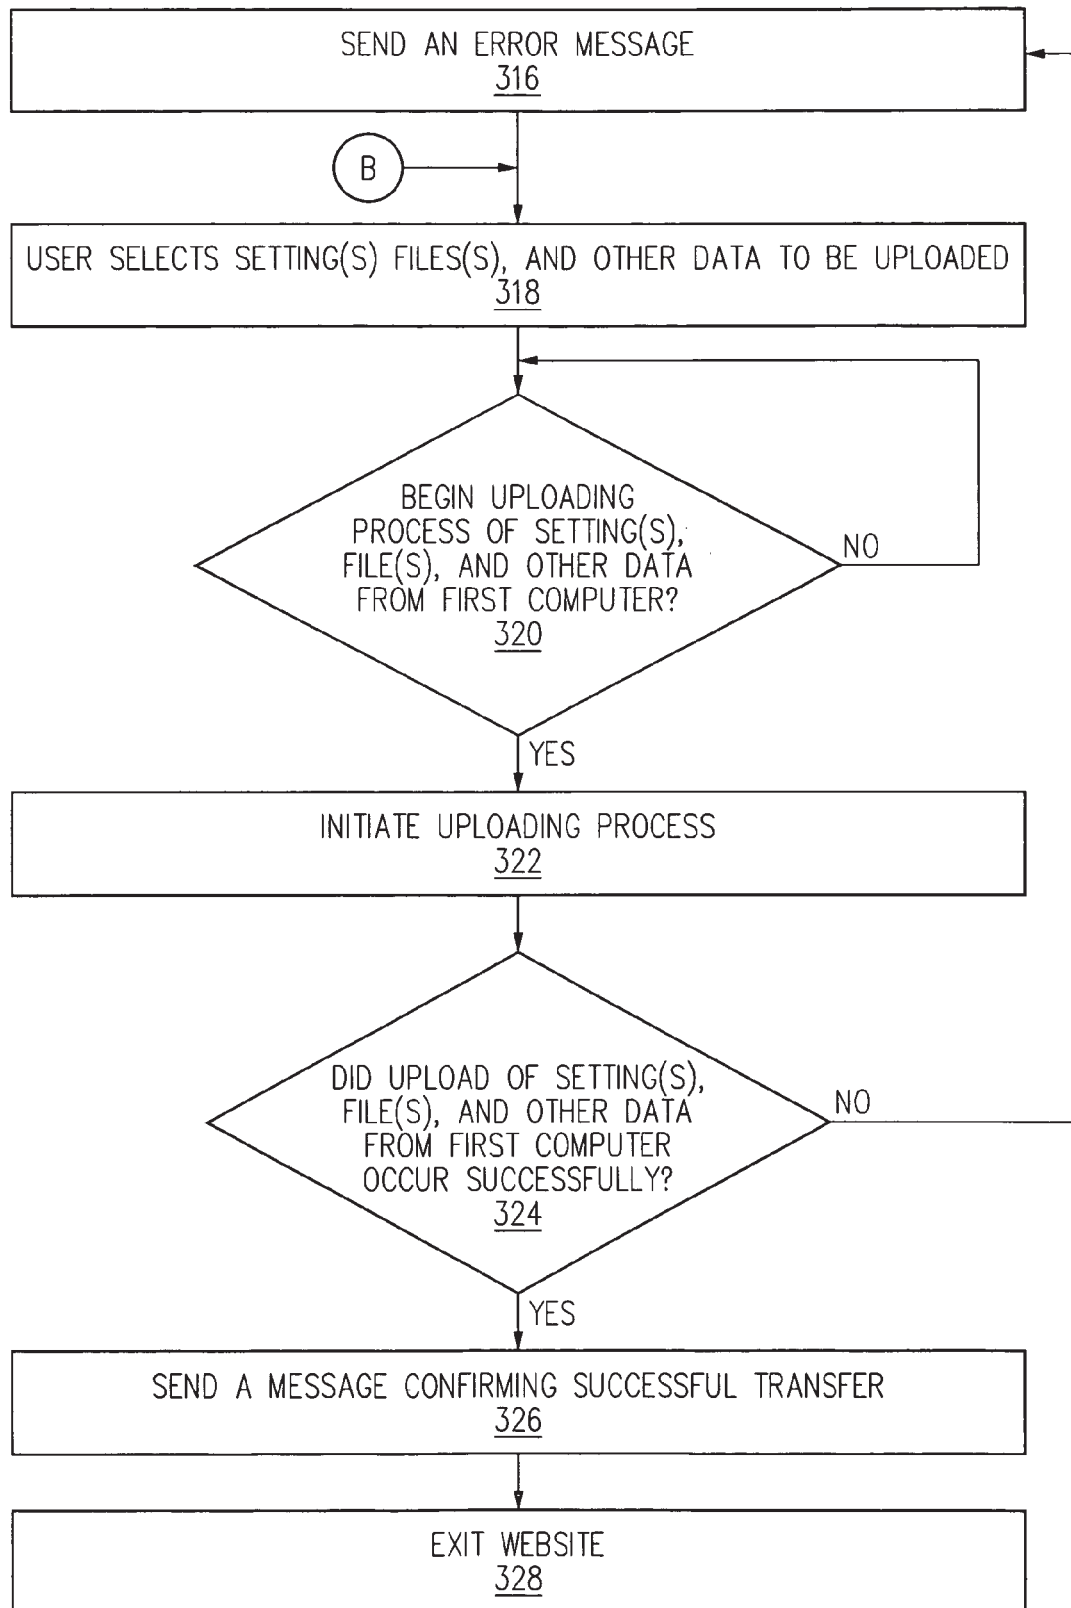 SEND AN ERROR MESSAGE
316
B
USER SELECTS SETTING(S) FILES(S), AND OTHER DATA TO BE UPLOADED
318
BEGIN UPLOADING
PROCESS OF SETTING(S),
FILE(S), AND OTHER DATA
FROM FIRST COMPUTER?
320
NO
YES
INITIATE UPLOADING PROCESS
322
DID UPLOAD OF SETTING(S),
FILE(S), AND OTHER DATA
FROM FIRST COMPUTER
OCCUR SUCCESSFULLY?
324
NO
YES
SEND A MESSAGE CONFIRMING SUCCESSFUL TRANSFER
326
EXIT WEBSITE
328